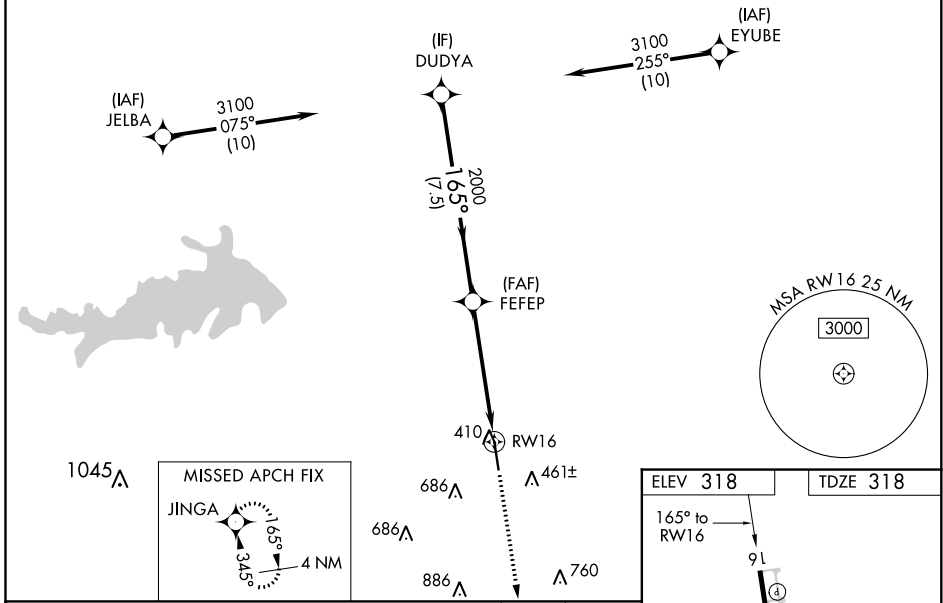 (IAF)
EYUBE
3100
255°
(10)
(IF)
DUDYA
(IAF)
JELBA
3100
075°
(10)
2000
165°
(7.5)
(FAF)
FEFEP
MSA RW16 25 NM
3000
410
RW16
1045
461±
686
686
886
760
MISSED APCH FIX
JINGA
165°
345°
4 NM
ELEV 318
TDZE 318
165° to
RW16
16
P